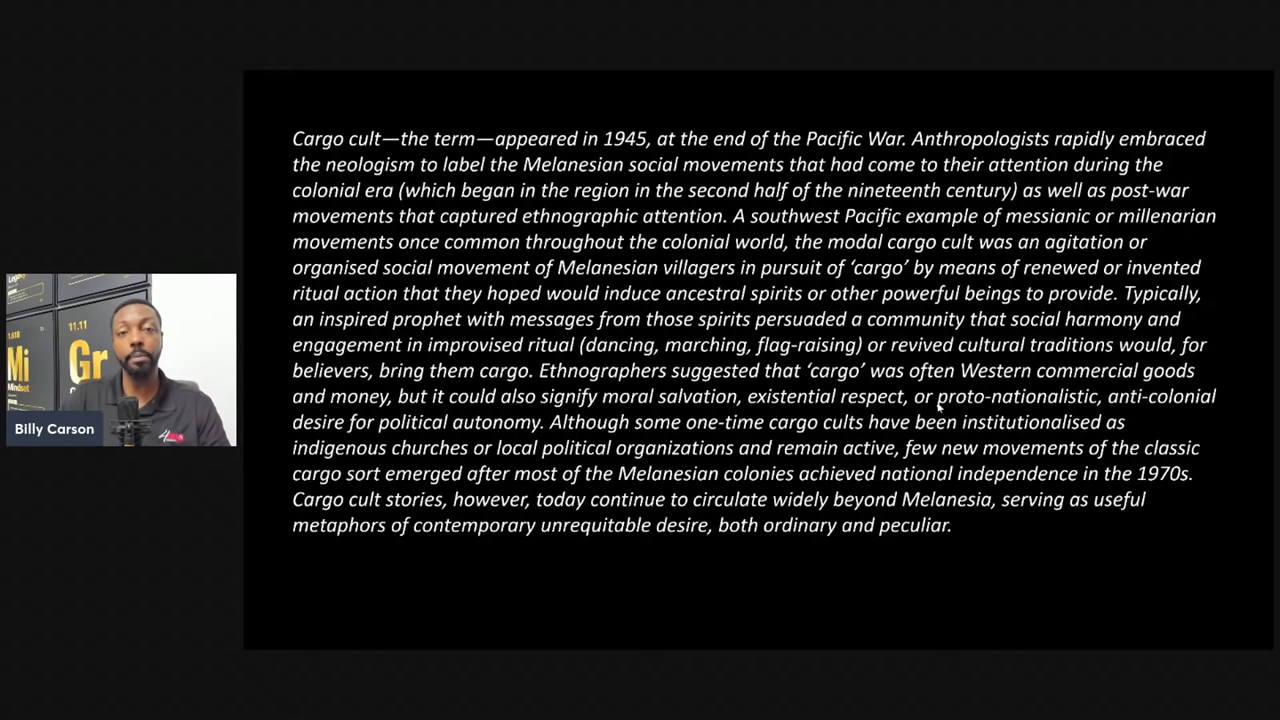 Cargo cult—the term—appeared in 1945, at the end of the Pacific War. Anthropologists rapidly embraced
the neologism to label the Melanesian social movements that had come to their attention during the
colonial era (which began in the region in the second half of the nineteenth century) as well as post-war
movements that captured ethnographic attention. A southwest Pacific example of messianic or millenarian
movements once common throughout the colonial world, the modal cargo cult was an agitation or
organised social movement of Melanesian villagers in pursuit of ‘cargo’ by means of renewed or invented
ritual action that they hoped would induce ancestral spirits or other powerful beings to provide. Typically,
an inspired prophet with messages from those spirits persuaded a community that social harmony and
engagement in improvised ritual (dancing, marching, flag-raising) or revived cultural traditions would, for
believers, bring them cargo. Ethnographers suggested that ‘cargo’ was often Western commercial goods
and money, but it could also signify moral salvation, existential respect, or proto-nationalistic, anti-colonial
desire for political autonomy. Although some one-time cargo cults have been institutionalised as
indigenous churches or local political organizations and remain active, few new movements of the classic
cargo sort emerged after most of the Melanesian colonies achieved national independence in the 1970s.
Cargo cult stories, however, today continue to circulate widely beyond Melanesia, serving as useful
metaphors of contemporary unrequitable desire, both ordinary and peculiar.
1.618
11.11
Mi
Gr
Mindset
Billy Carson